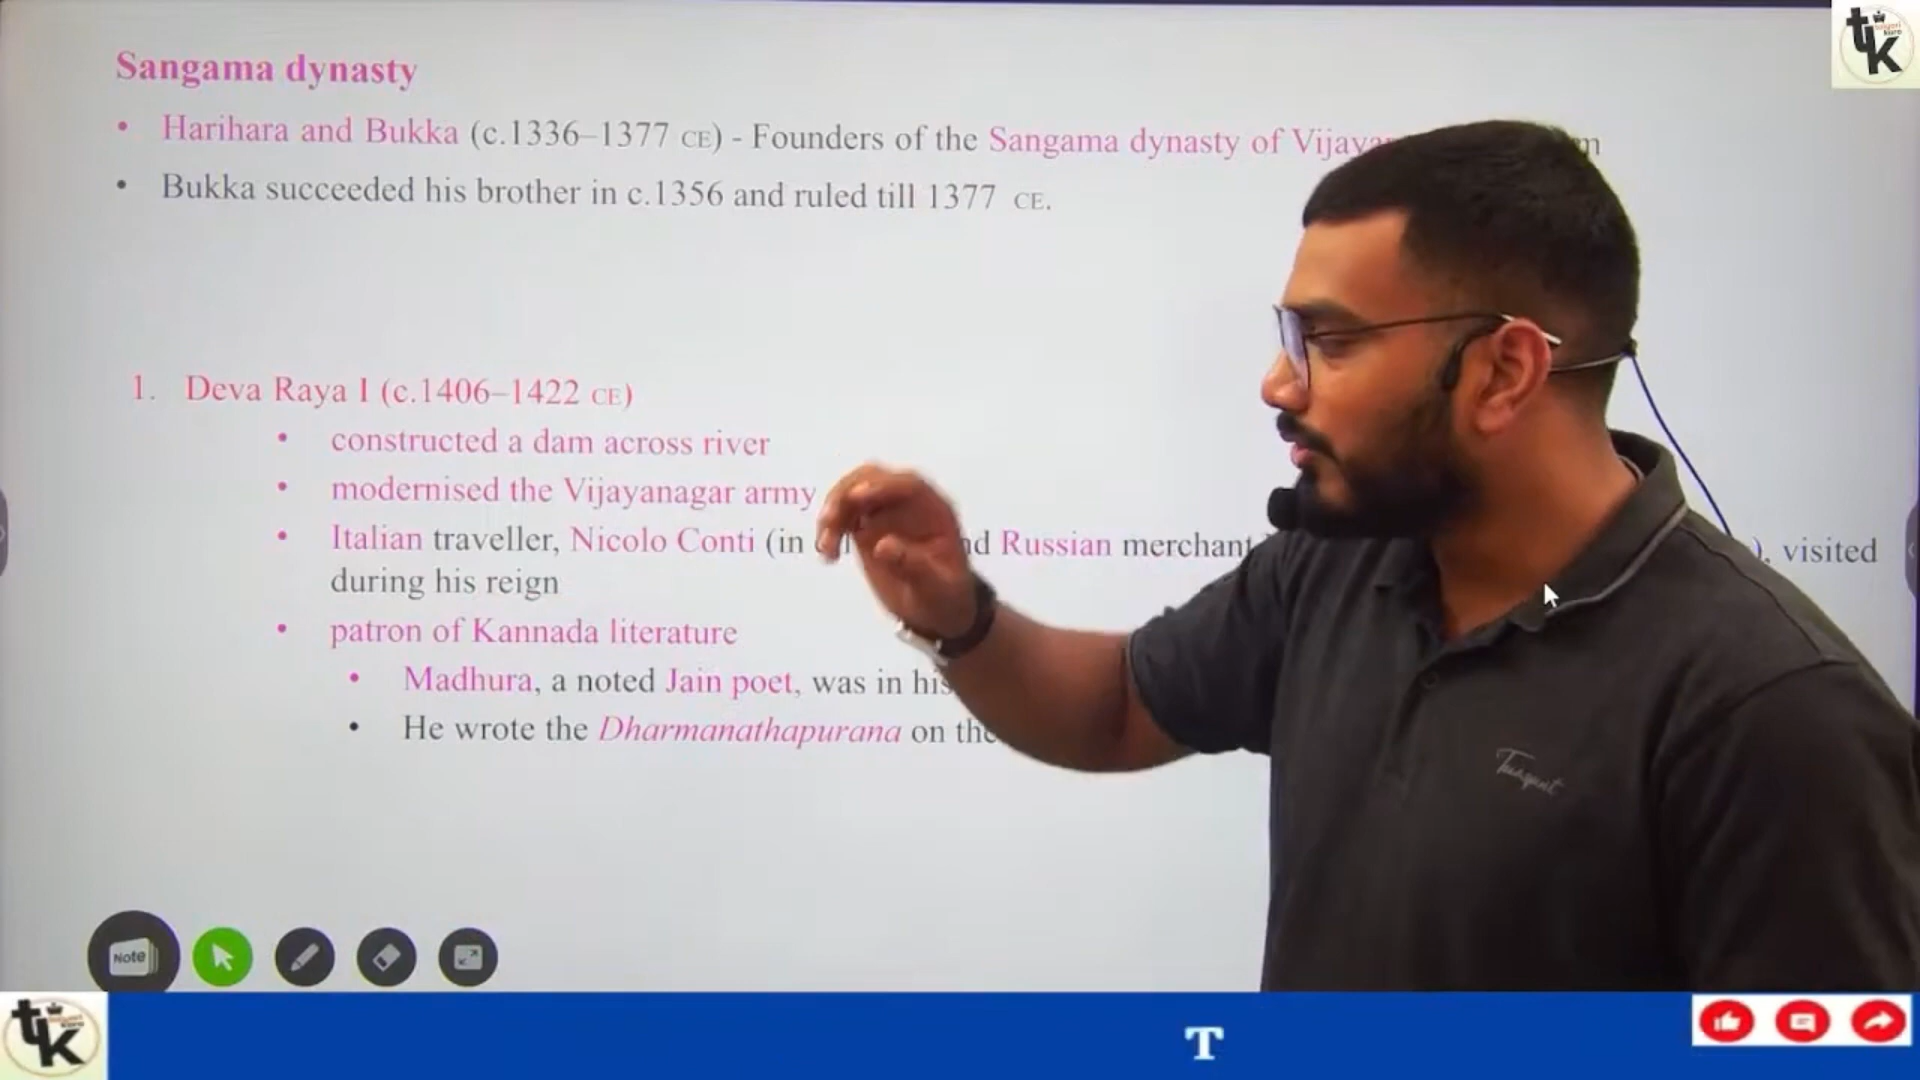 Sangama dynasty
• Harihara and Bukka (c.1336–1377 CE) - Founders of the Sangama dynasty of
• Bukka succeeded his brother in c.1356 and ruled till 1377 CE.
1. Deva Raya I (c.1406–1422 CE)
• constructed a dam across river
• modernised the Vijayanagar army
• Italian traveller, Nicolo Conti (in Russian merchant visited
during his reign
• patron of Kannada literature
• Madhura, a noted Jain poet, was in his
• He wrote the Dharmanathapurana on the
Tangent
Note
tk
tk
T